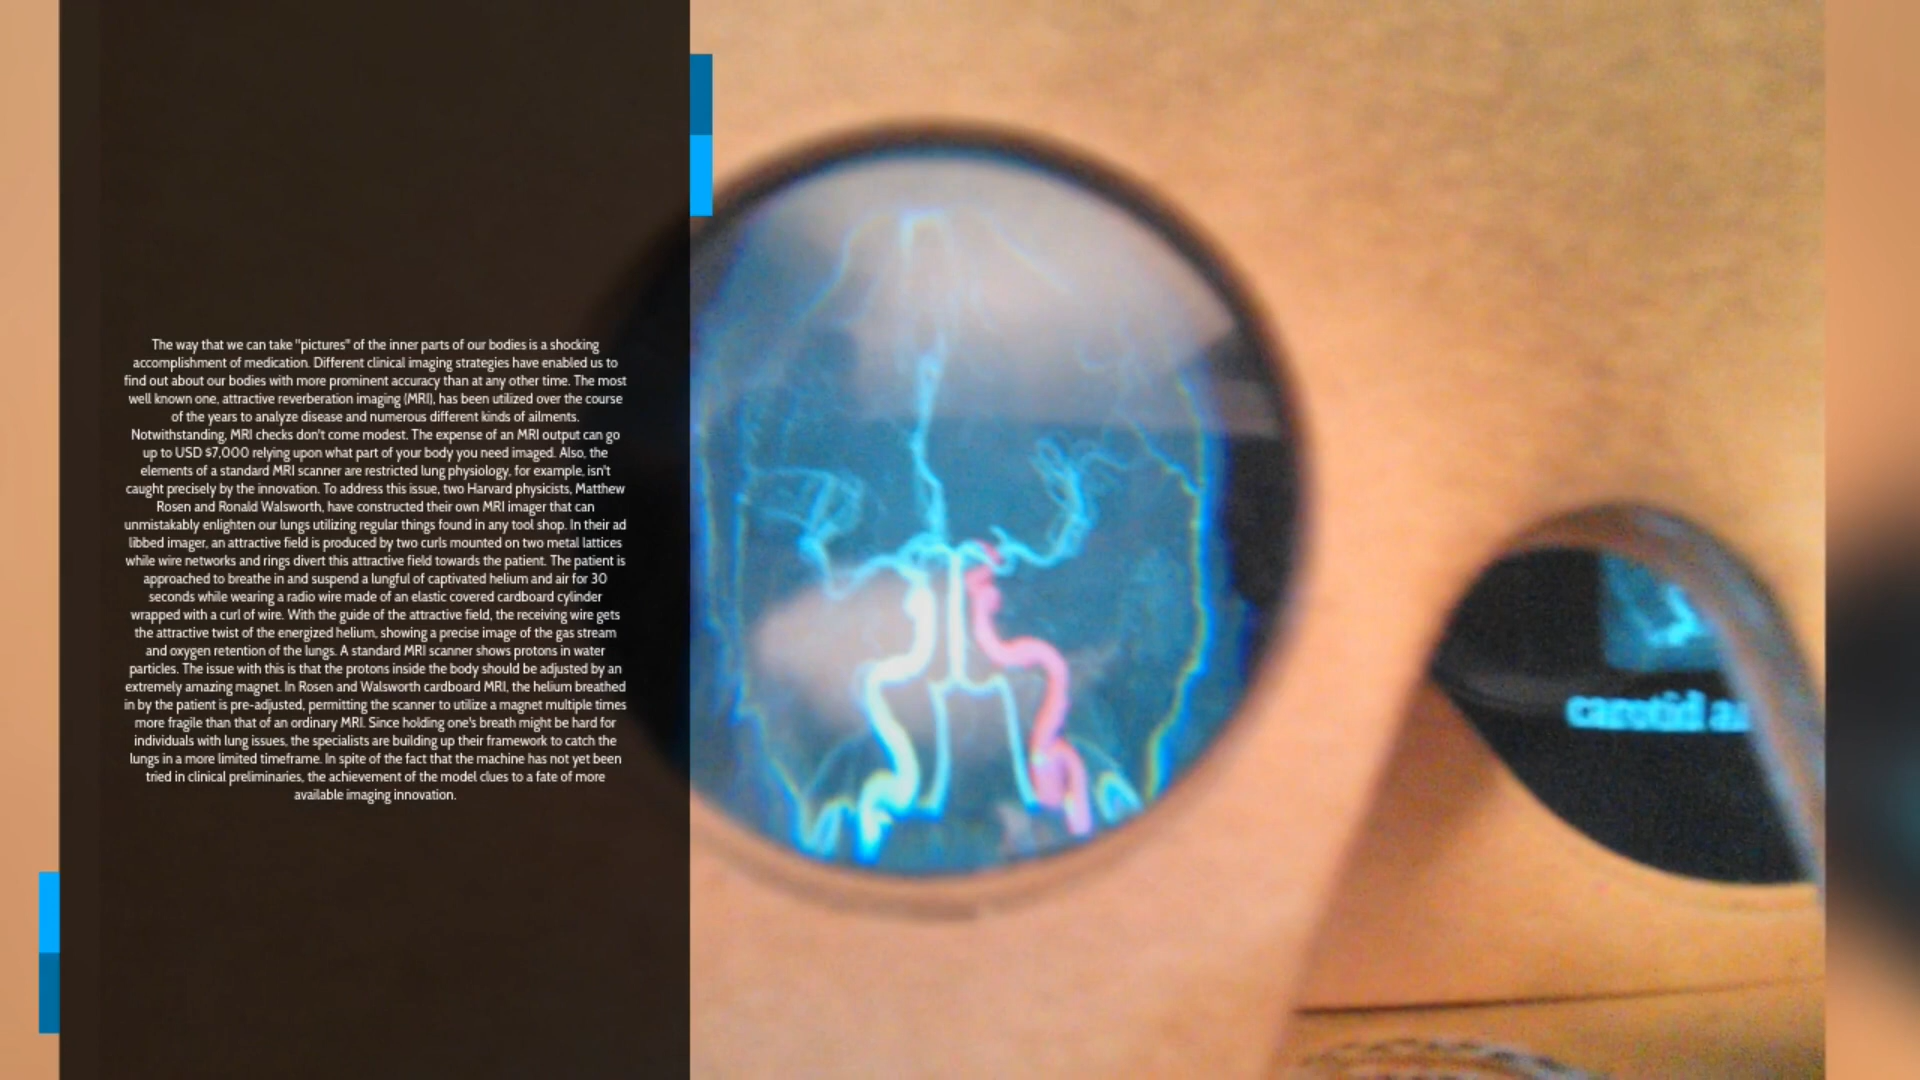 The way that we can take "pictures" of the inner parts of our bodies is a shocking
accomplishment of medication. Different clinical imaging strategies have enabled us to
find out about our bodies with more prominent accuracy than at any other time. The most
well known one, attractive reverberation imaging (MRI), has been utilized over the course
of the years to analyze disease and numerous different kinds of ailments.
Notwithstanding, MRI checks don't come modest. The expense of an MRI output can go
up to USD $7,000 relying upon what part of your body you need imaged. Also, the
elements of a standard MRI scanner are restricted lung physiology, for example, isn't
caught precisely by the innovation. To address this issue, two Harvard physicists, Matthew
Rosen and Ronald Walsworth, have constructed their own MRI imager that can
unmistakably enlighten our lungs utilizing regular things found in any tool shop. In their ad
libbed imager, an attractive field is produced by two curls mounted on two metal lattices
while wire networks and rings divert this attractive field towards the patient. The patient is
approached to breathe in and suspend a lungful of captivated helium and air for 30
seconds while wearing a radio wire made of an elastic covered cardboard cylinder
wrapped with a curl of wire. With the guide of the attractive field, the receiving wire gets
the attractive twist of the energized helium, showing a precise image of the gas stream
and oxygen retention of the lungs. A standard MRI scanner shows protons in water
particles. The issue with this is that the protons inside the body should be adjusted by an
extremely amazing magnet. In Rosen and Walsworth cardboard MRI, the helium breathed
in by the patient is pre-adjusted, permitting the scanner to utilize a magnet multiple times
more fragile than that of an ordinary MRI. Since holding one's breath might be hard for
individuals with lung issues, the specialists are building up their framework to catch the
lungs in a more limited timeframe. In spite of the fact that the machine has not yet been
tried in clinical preliminaries, the achievement of the model clues to a fate of more
available imaging innovation.
carotid